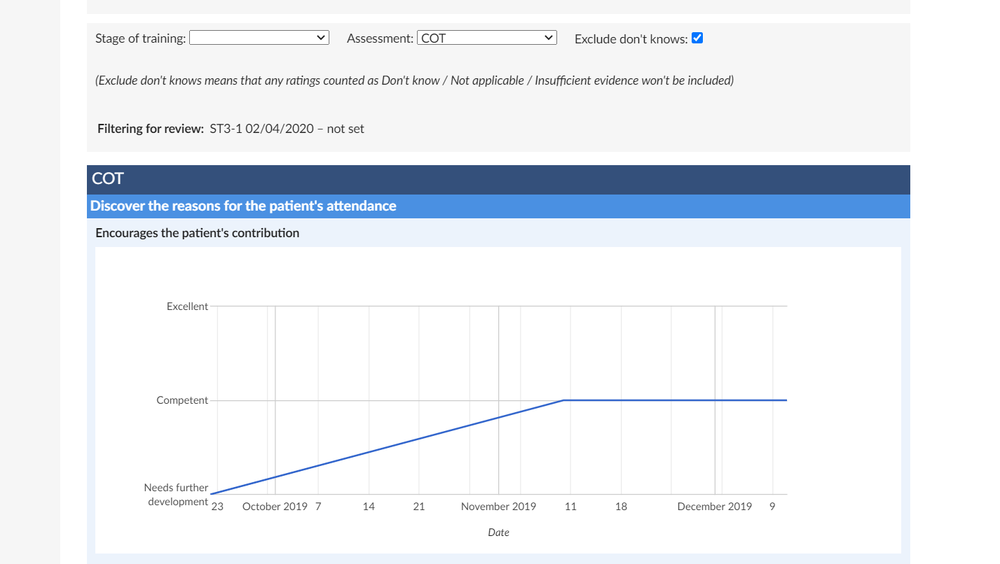 Stage of training: Assessment: COT Exclude don't knows:
(Exclude don't knows means that any ratings counted as Don't know / Not applicable / Insufficient evidence won't be included)
Filtering for review: ST3-1 02/04/2020 – not set
COT
Discover the reasons for the patient's attendance
Encourages the patient's contribution
Excellent
Competent
Needs further
development
23 October 2019 7 14 21 November 2019 11 18 December 2019 9
Date